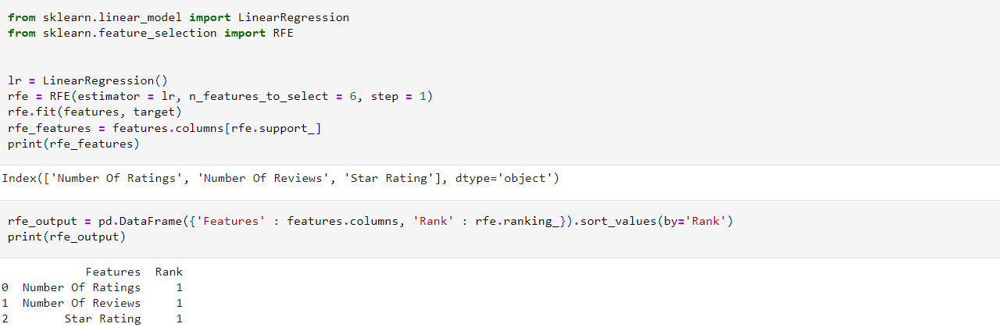 from sklearn.linear_model import LinearRegression
from sklearn.feature_selection import RFE
lr = LinearRegression()
rfe = RFE(estimator = lr, n_features_to_select = 6, step = 1)
rfe.fit(features, target)
rfe_features = features.columns[rfe.support_]
print(rfe_features)
Index(['Number Of Ratings', 'Number Of Reviews', 'Star Rating'], dtype='object')
rfe_output = pd.DataFrame({'Features' : features.columns, 'Rank' : rfe.ranking_}).sort_values(by='Rank')
print(rfe_output)
Features Rank
0 Number Of Ratings 1
1 Number Of Reviews 1
2 Star Rating 1